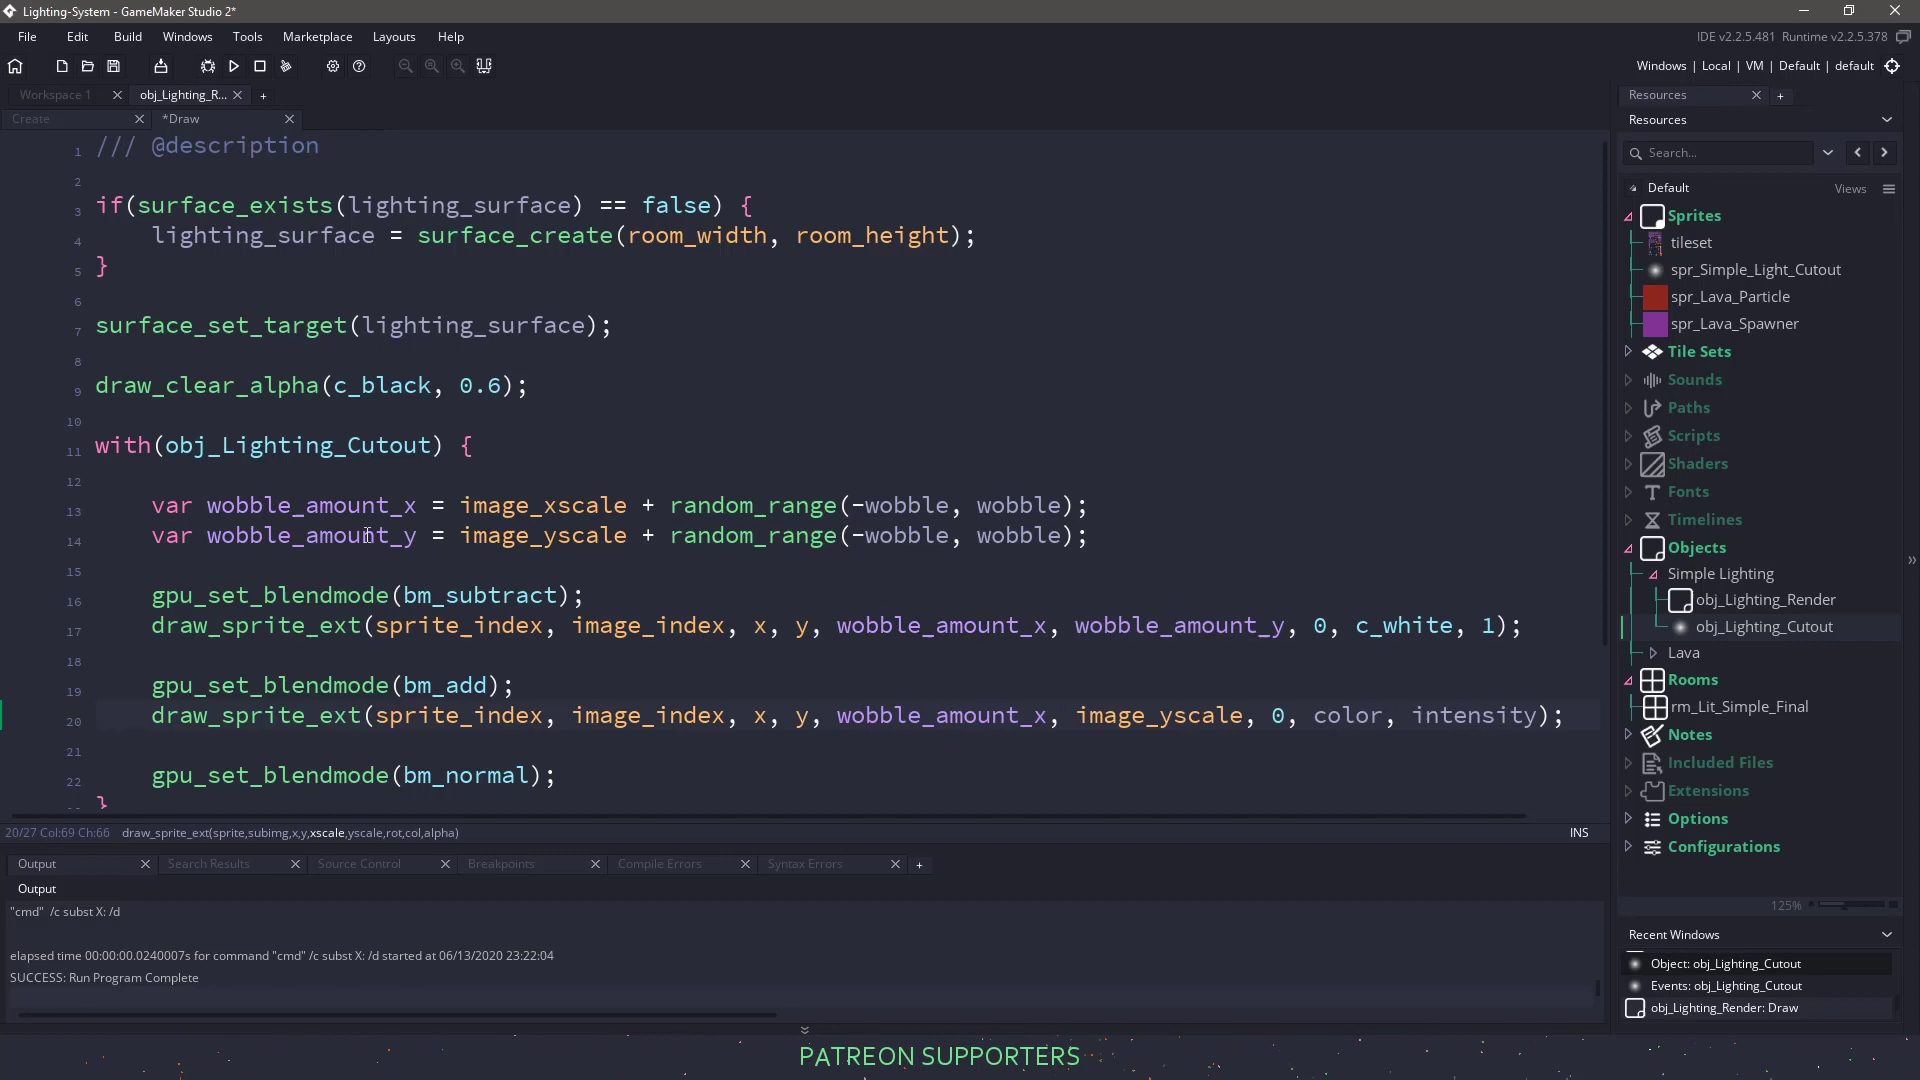 Lighting-System - GameMaker Studio 2*
File Edit Build Windows Tools Marketplace Layouts Help
IDE v2.2.5.481 Runtime v2.2.5.378
Windows | Local | VM | Default | default
Workspace 1
obj_Lighting_R...
Create
*Draw
1 /// @description
2
3 if(surface_exists(lighting_surface) == false) {
4 lighting_surface = surface_create(room_width, room_height);
5 }
6
7 surface_set_target(lighting_surface);
8
9 draw_clear_alpha(c_black, 0.6);
10
11 with(obj_Lighting_Cutout) {
12
13 var wobble_amount_x = image_xscale + random_range(-wobble, wobble);
14 var wobble_amount_y = image_yscale + random_range(-wobble, wobble);
15
16 gpu_set_blendmode(bm_subtract);
17 draw_sprite_ext(sprite_index, image_index, x, y, wobble_amount_x, wobble_amount_y, 0, c_white, 1);
18
19 gpu_set_blendmode(bm_add);
20 draw_sprite_ext(sprite_index, image_index, x, y, wobble_amount_x, image_yscale, 0, color, intensity);
21
22 gpu_set_blendmode(bm_normal);
}
20/27 Col:69 Ch:66 draw_sprite_ext(sprite,subimg,x,y,xscale,yscale,rot,col,alpha)
INS
Output Search Results Source Control Breakpoints Compile Errors Syntax Errors
Output
"cmd" /c subst X: /d
elapsed time 00:00:00.0240007s for command "cmd" /c subst X: /d started at 06/13/2020 23:22:04
SUCCESS: Run Program Complete
Resources
Resources
Search...
Default Views
Sprites
tileset
spr_Simple_Light_Cutout
spr_Lava_Particle
spr_Lava_Spawner
Tile Sets
Sounds
Paths
Scripts
Shaders
Fonts
Timelines
Objects
Simple Lighting
obj_Lighting_Render
obj_Lighting_Cutout
Lava
Rooms
rm_Lit_Simple_Final
Notes
Included Files
Extensions
Options
Configurations
125%
Recent Windows
Object: obj_Lighting_Cutout
Events: obj_Lighting_Cutout
obj_Lighting_Render: Draw
PATREON SUPPORTERS